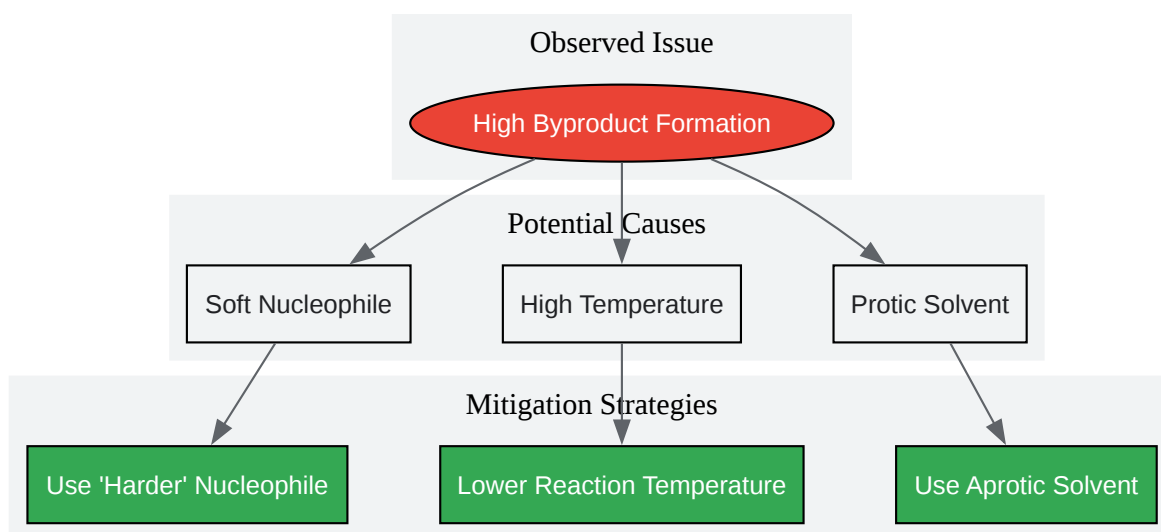 Observed Issue
High Byproduct Formation
Potential Causes
Soft Nucleophile
High Temperature
Protic Solvent
Mitigation Strategies
Use 'Harder' Nucleophile
Lower Reaction Temperature
Use Aprotic Solvent